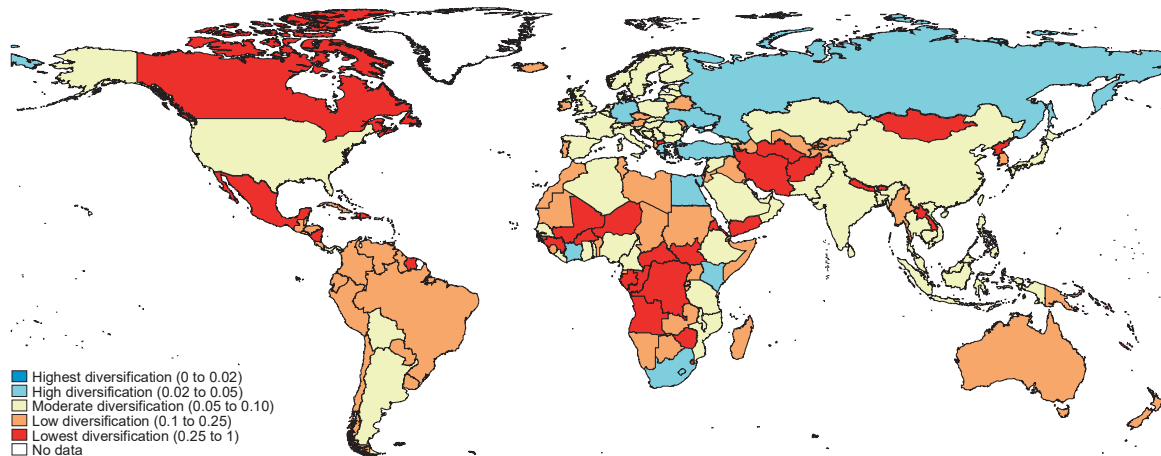 Highest diversification (0 to 0.02)
High diversification (0.02 to 0.05)
Moderate diversification (0.05 to 0.10)
Low diversification (0.1 to 0.25)
Lowest diversification (0.25 to 1)
No data